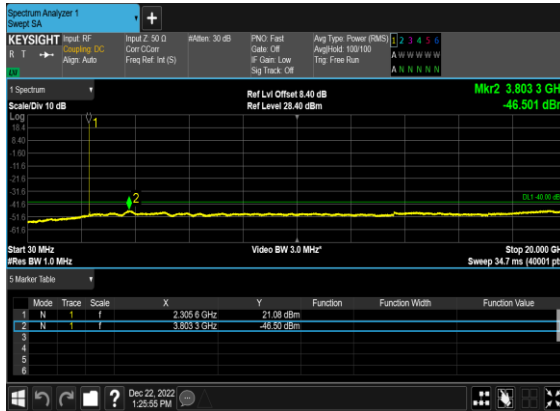 Spectrum Analyzer 1
Swept SA
+
KEYSIGHT
R T
Input: RF
Coupling: DC
Align: Auto
Input Z: 50 Ω
Corr CCorr
Freq Ref: Int (S)
#Atten: 30 dB
PNO: Fast
Gate: Off
IF Gain: Low
Sig Track: Off
Avg Type: Power (RMS)
Avg|Hold: 100/100
Trig: Free Run
1 2 3 4 5 6
A W W W W W
A N N N N N
1 Spectrum
Scale/Div 10 dB
Log
Ref Lvl Offset 8.40 dB
Ref Level 28.40 dBm
Mkr2 3.803 3 GH
-46.501 dBm
18.4
8.40
-1.60
-11.6
-21.6
-31.6
-41.6
-51.6
-61.6
1
2
DL1 -40.00 dB
Start 30 MHz
#Res BW 1.0 MHz
Video BW 3.0 MHz*
Stop 20.000 GH
Sweep 34.7 ms (40001 pts
5 Marker Table
Mode Trace Scale X Y Function Function Width Function Value
1 N 1 f 2.305 6 GHz 21.08 dBm
2 N 1 f 3.803 3 GHz -46.50 dBm
3
4
5
6
?
Dec 22, 2022
1:25:55 PM